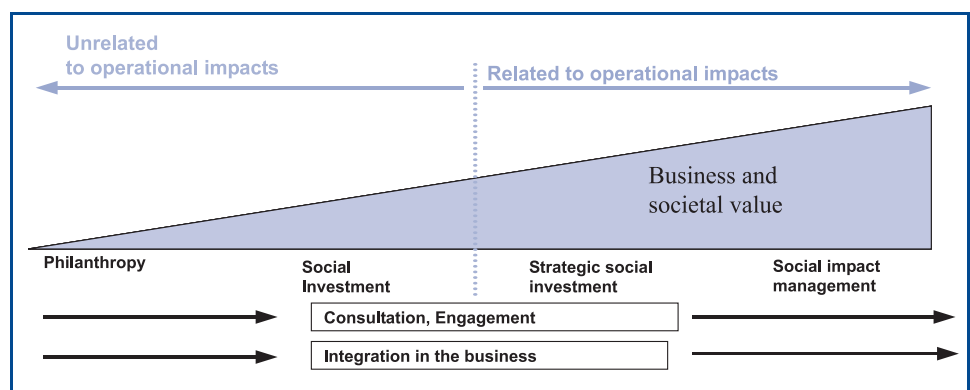 Unrelated
to operational impacts
Related to operational impacts
Business and
societal value
Philanthropy
Social
Investment
Strategic social
investment
Social impact
management
Consultation, Engagement
Integration in the business